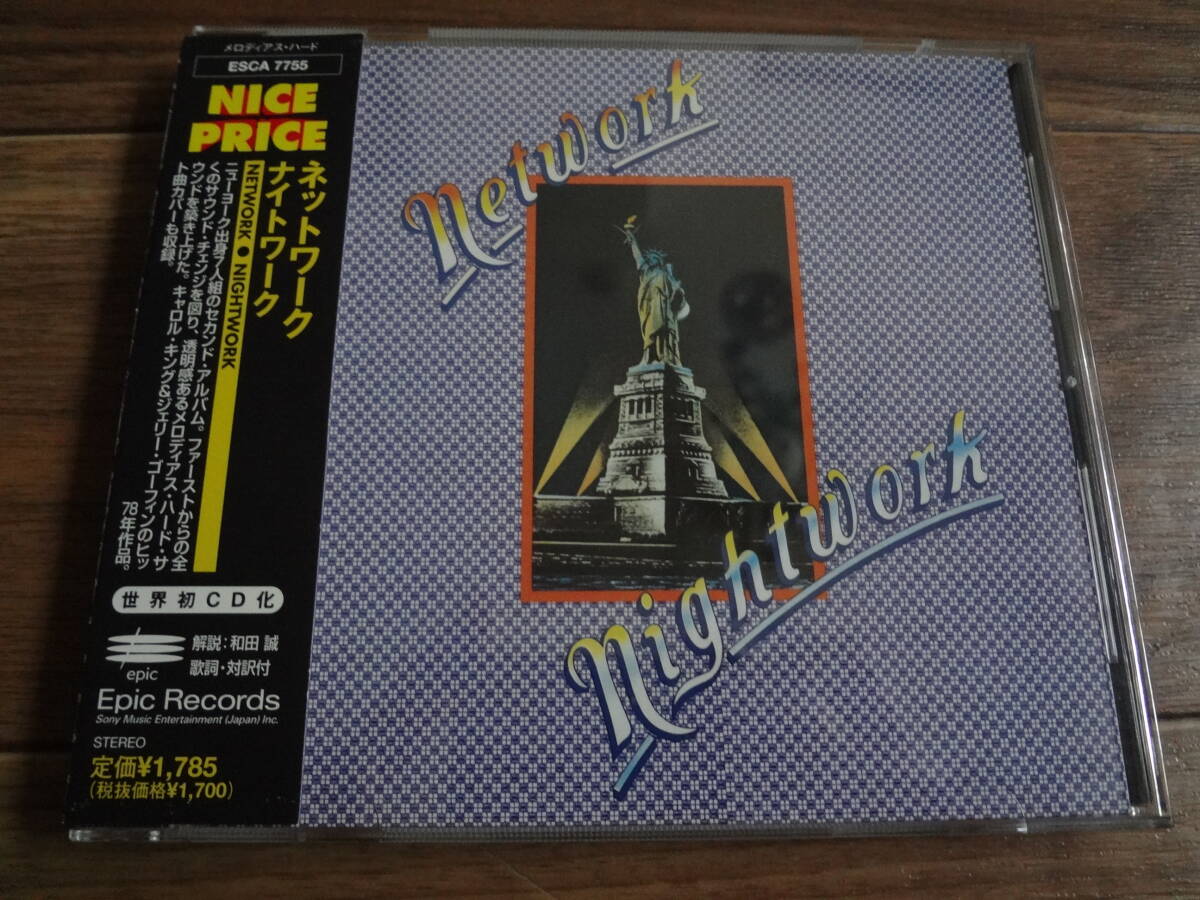 メロディアス・ハード
ESCA 7755
NICE
PRICE
ネットワーク
ナイトワーク
NETWORK ● NIGHTWORK
ニューヨーク出身7人組のセカンド・アルバム。ファーストからの全
くのサウンド・チェンジを図り、透明感あるメロディアス・ハード・サ
ウンドを築き上げた。キャロル・キング&ジェリー・ゴーフィンのヒッ
ト曲カバーも収録。
78年作品。
世界初CD化
epic
解説:和田 誠
歌詞・対訳付
Epic Records
Sony Music Entertainment (Japan) Inc.
STEREO
定価¥1,785
(税抜価格¥1,700)
Network
Nightwork